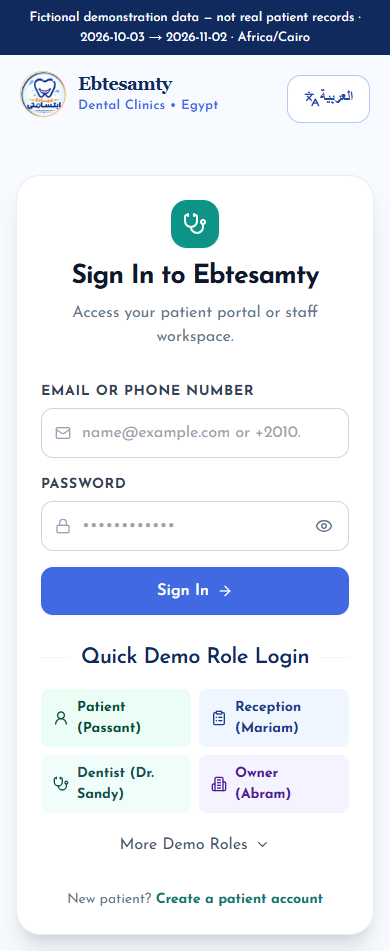 Fictional demonstration data — not real patient records ·
2026-10-03 → 2026-11-02 · Africa/Cairo
Ebtesamty
Dental Clinics • Egypt
العربية
ابتسامتي
Sign In to Ebtesamty
Access your patient portal or staff
workspace.
EMAIL OR PHONE NUMBER
name@example.com or +2010.
PASSWORD
••••••••••••
Sign In →
Quick Demo Role Login
Patient
(Passant)
Reception
(Mariam)
Dentist (Dr.
Sandy)
Owner
(Abram)
More Demo Roles
New patient? Create a patient account